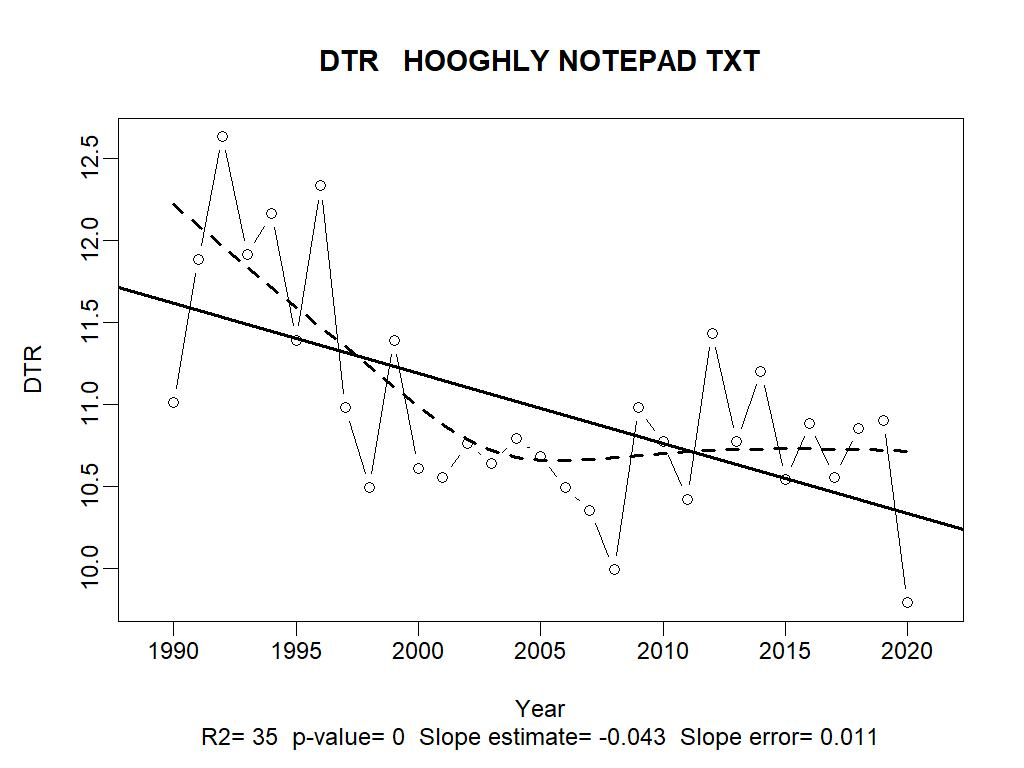 DTR   HOOGHLY NOTEPAD TXT
12.5
12.0
11.5
11.0
10.5
10.0
DTR
1990 1995 2000 2005 2010 2015 2020
Year
R2= 35  p-value= 0  Slope estimate= -0.043  Slope error= 0.011